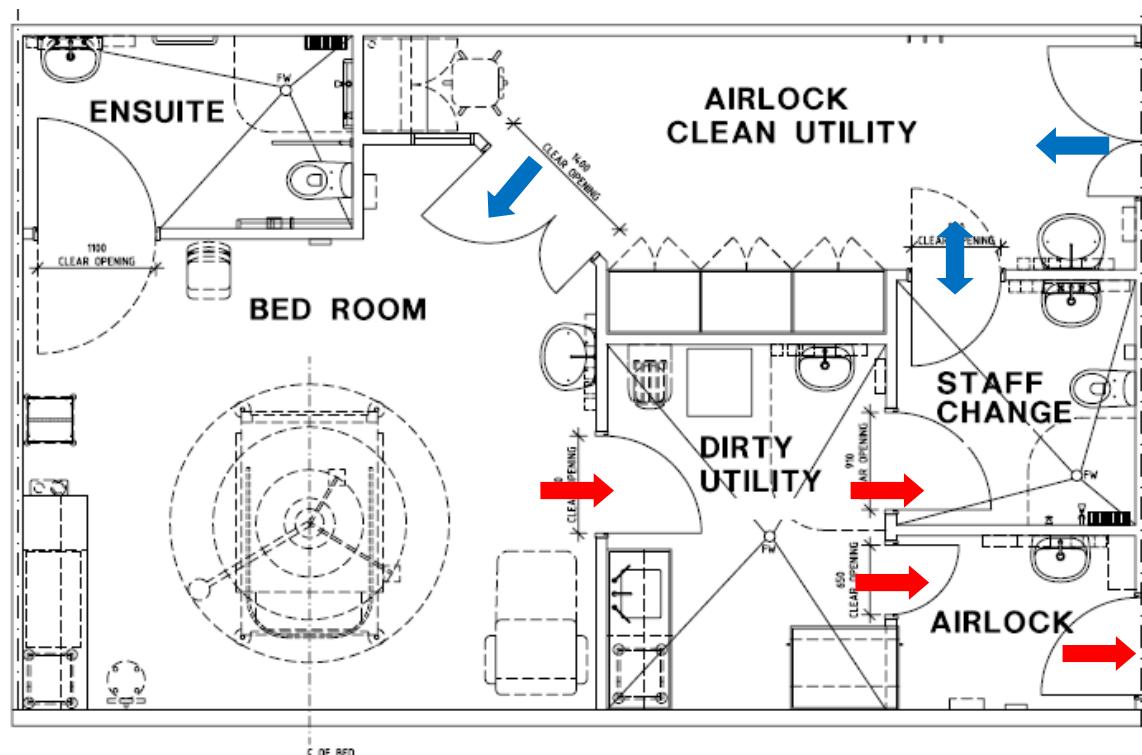 FW
ENSUITE
AIRLOCK
CLEAN UTILITY
1400
CLEAR OPENING
1100
CLEAR OPENING
CLEAR OPENING
BED ROOM
STAFF
CHANGE
DIRTY
UTILITY
CLEAR OPENING
910
CLEAR OPENING
FW
FW
650
CLEAR OPENING
AIRLOCK
OF BED